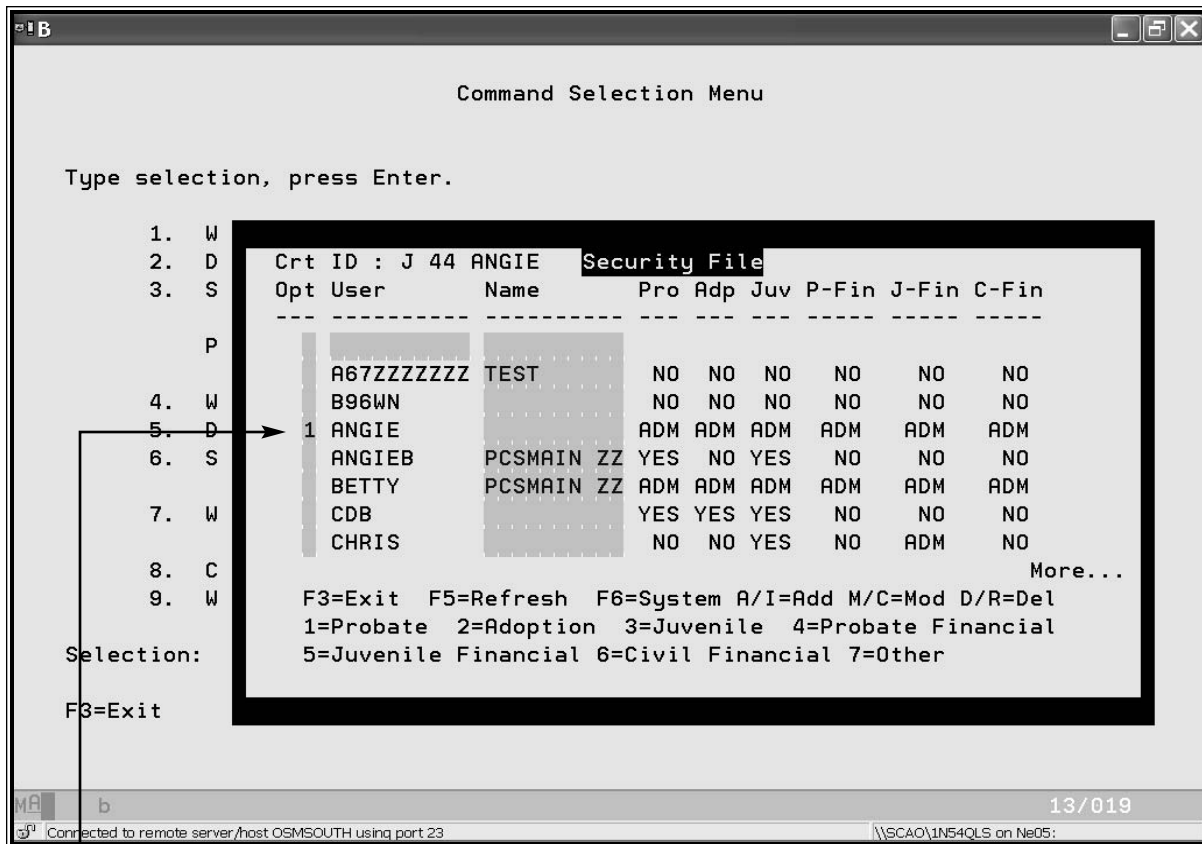 B
Command Selection Menu
Type selection, press Enter.
1. W
2. D Crt ID : J 44 ANGIE Security File
3. S Opt User Name Pro Adp Juv P-Fin J-Fin C-Fin
--- ---------- ---------- --- --- --- ----- ----- -----
P
A67ZZZZZZZ TEST NO NO NO NO NO NO
4. W B96WN NO NO NO NO NO NO
5. D 1 ANGIE ADM ADM ADM ADM ADM ADM
6. S ANGIEB PCSMAIN ZZ YES NO YES NO NO NO
BETTY PCSMAIN ZZ ADM ADM ADM ADM ADM ADM
7. W CDB YES YES YES NO NO NO
CHRIS NO NO YES NO ADM NO
8. C More...
9. W F3=Exit F5=Refresh F6=System A/I=Add M/C=Mod D/R=Del
1=Probate 2=Adoption 3=Juvenile 4=Probate Financial
Selection: 5=Juvenile Financial 6=Civil Financial 7=Other
F3=Exit
MA b 13/019
Connected to remote server/host OSMSOUTH using port 23 \\SCAO\1N54QLS on Ne05: